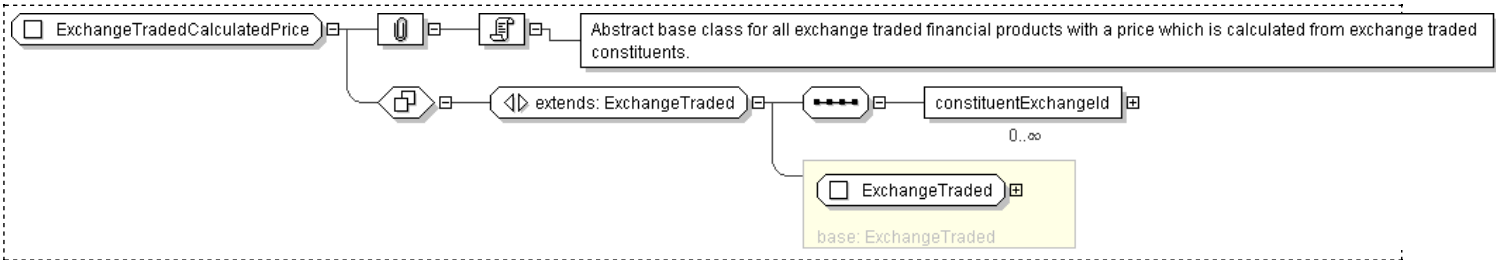 ExchangeTradedCalculatedPrice
Abstract base class for all exchange traded financial products with a price which is calculated from exchange traded
constituents.
extends: ExchangeTraded
constituentExchangeId
0..∞
ExchangeTraded
base: ExchangeTraded